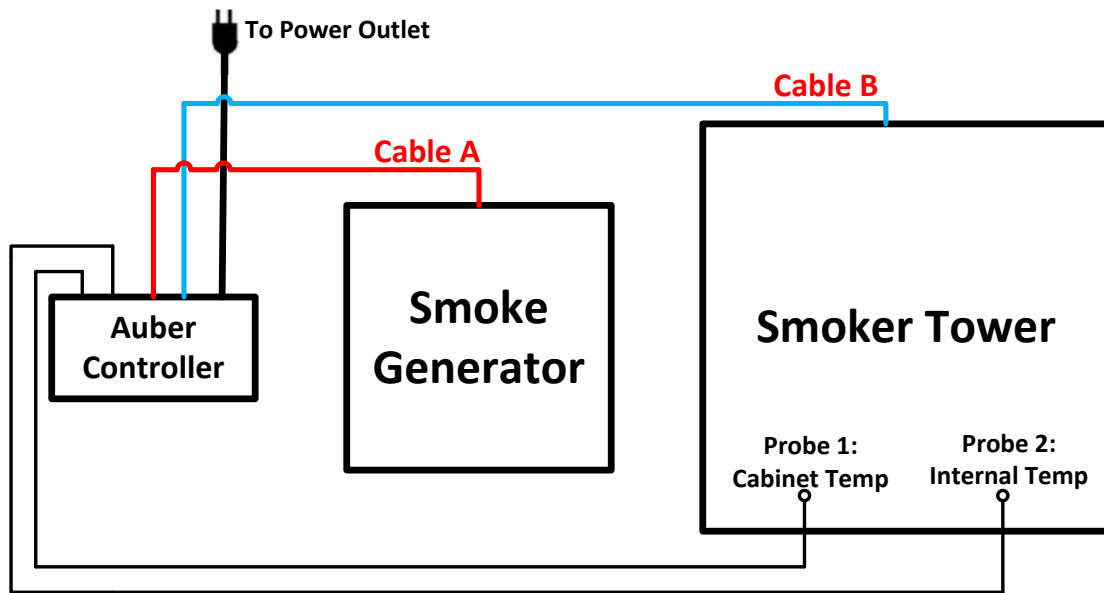 To Power Outlet
Cable B
Cable A
Auber
Controller
Smoke
Generator
Smoker Tower
Probe 1:
Cabinet Temp
Probe 2:
Internal Temp